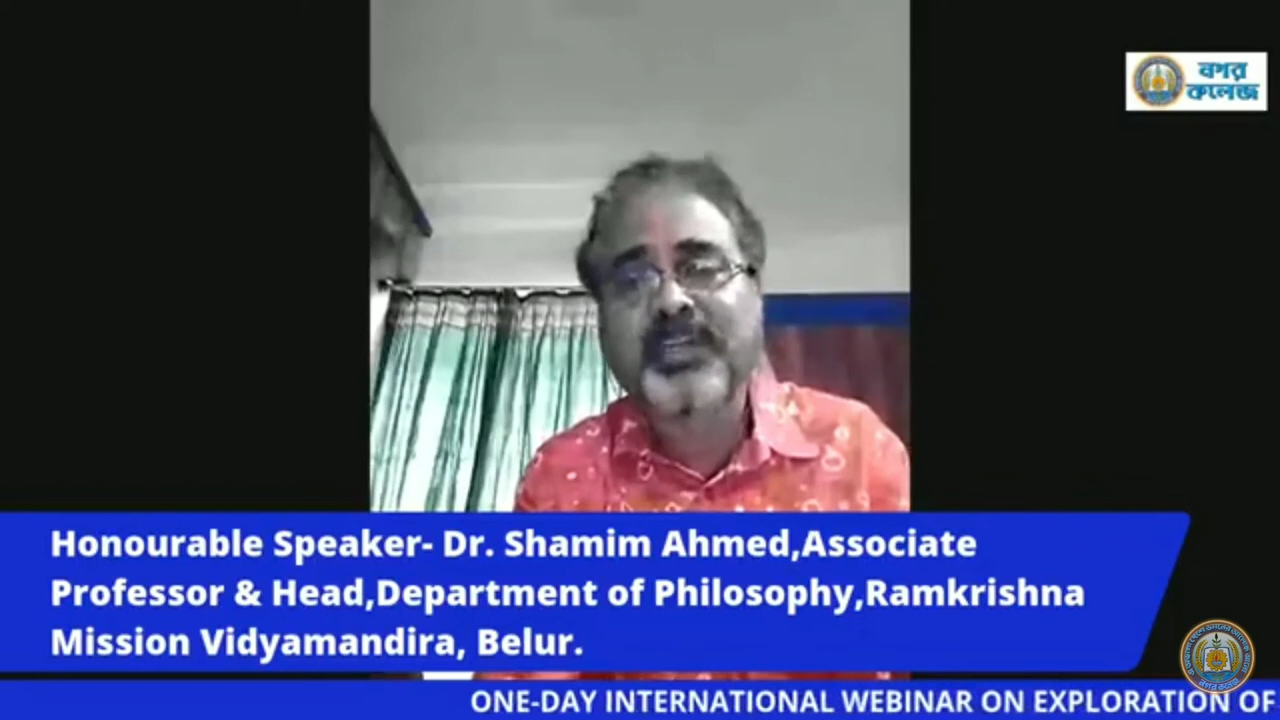 নগর
কলেজ
Honourable Speaker- Dr. Shamim Ahmed,Associate
Professor & Head,Department of Philosophy,Ramkrishna
Mission Vidyamandira, Belur.
ONE-DAY INTERNATIONAL WEBINAR ON EXPLORATION OF